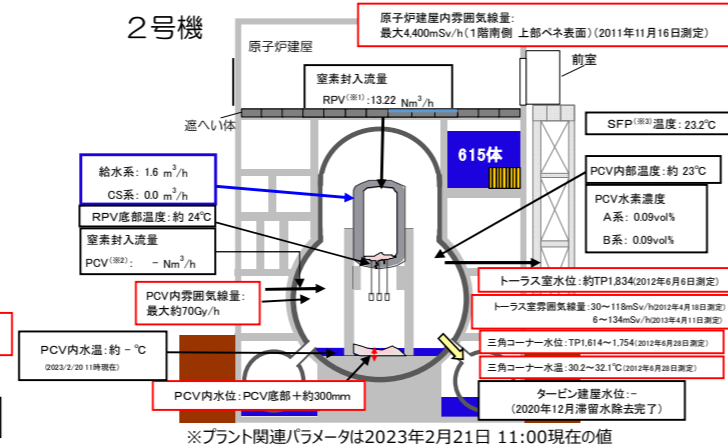 2号機
原子炉建屋内雰囲気線量:
最大4,400mSv/h(1階南側 上部ペネ表面)(2011年11月16日測定)
原子炉建屋
前室
窒素封入流量
RPV(※1):13.22 Nm3/h
遮へい体
SFP(※3)温度:23.2℃
615体
給水系: 1.6 m3/h
CS系: 0.0 m3/h
PCV内部温度:約 23℃
PCV水素濃度
A系: 0.09vol%
B系: 0.09vol%
RPV底部温度:約 24℃
窒素封入流量
PCV(※2): - Nm3/h
トーラス室水位:約TP1,834(2012年6月6日測定)
PCV内雰囲気線量:
最大約70Gy/h
トーラス室雰囲気線量:30~118mSv/h(2012年4月18日測定)
6~134mSv/h(2013年4月11日測定)
三角コーナー水位:TP1,614~1,754(2012年6月28日測定)
PCV内水温:約 - ℃
(2023/2/20 11時現在)
三角コーナー水温:30.2~32.1℃(2012年6月28日測定)
PCV内水位:PCV底部+約300mm
タービン建屋水位:-
(2020年12月滞留水除去完了)
※プラント関連パラメータは2023年2月21日 11:00現在の値